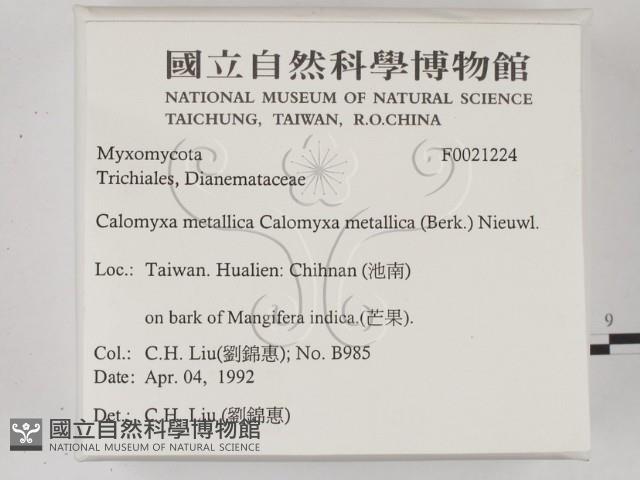 國立自然科學博物館
NATIONAL MUSEUM OF NATURAL SCIENCE
TAICHUNG, TAIWAN, R.O.CHINA
Myxomycota F0021224
Trichiales, Dianemataceae
Calomyxa metallica Calomyxa metallica (Berk.) Nieuwl.
Loc.: Taiwan. Hualien: Chihnan (池南)
on bark of Mangifera indica.(芒果).
Col.: C.H. Liu(劉錦惠); No. B985
Date: Apr. 04, 1992
Det.: C.H. Liu (劉錦惠)
國立自然科學博物館
NATIONAL MUSEUM OF NATURAL SCIENCE
9